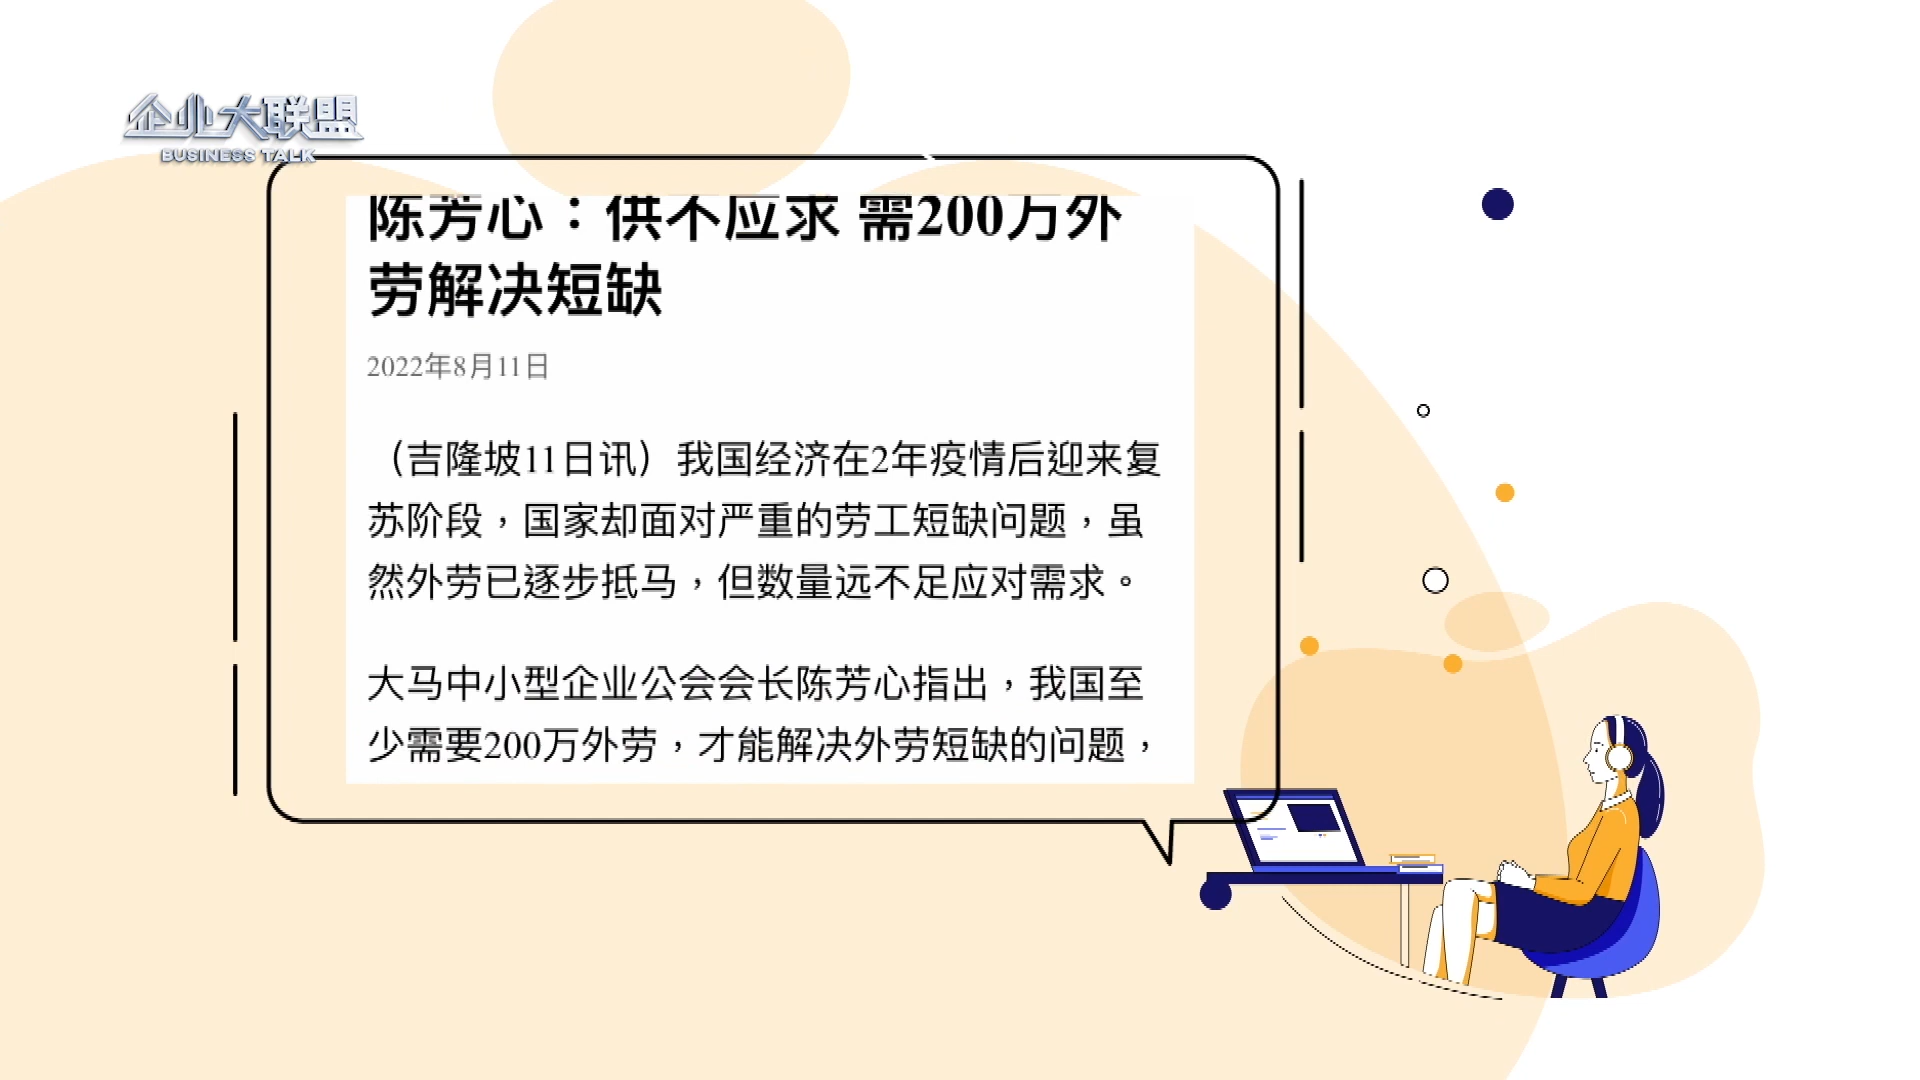 企业大联盟
BUSINESS TALK
陈芳心：供不应求 需200万外
劳解决短缺
2022年8月11日
（吉隆坡11日讯）我国经济在2年疫情后迎来复
苏阶段，国家却面对严重的劳工短缺问题，虽
然外劳已逐步抵马，但数量远不足应对需求。
大马中小型企业公会会长陈芳心指出，我国至
少需要200万外劳，才能解决外劳短缺的问题，